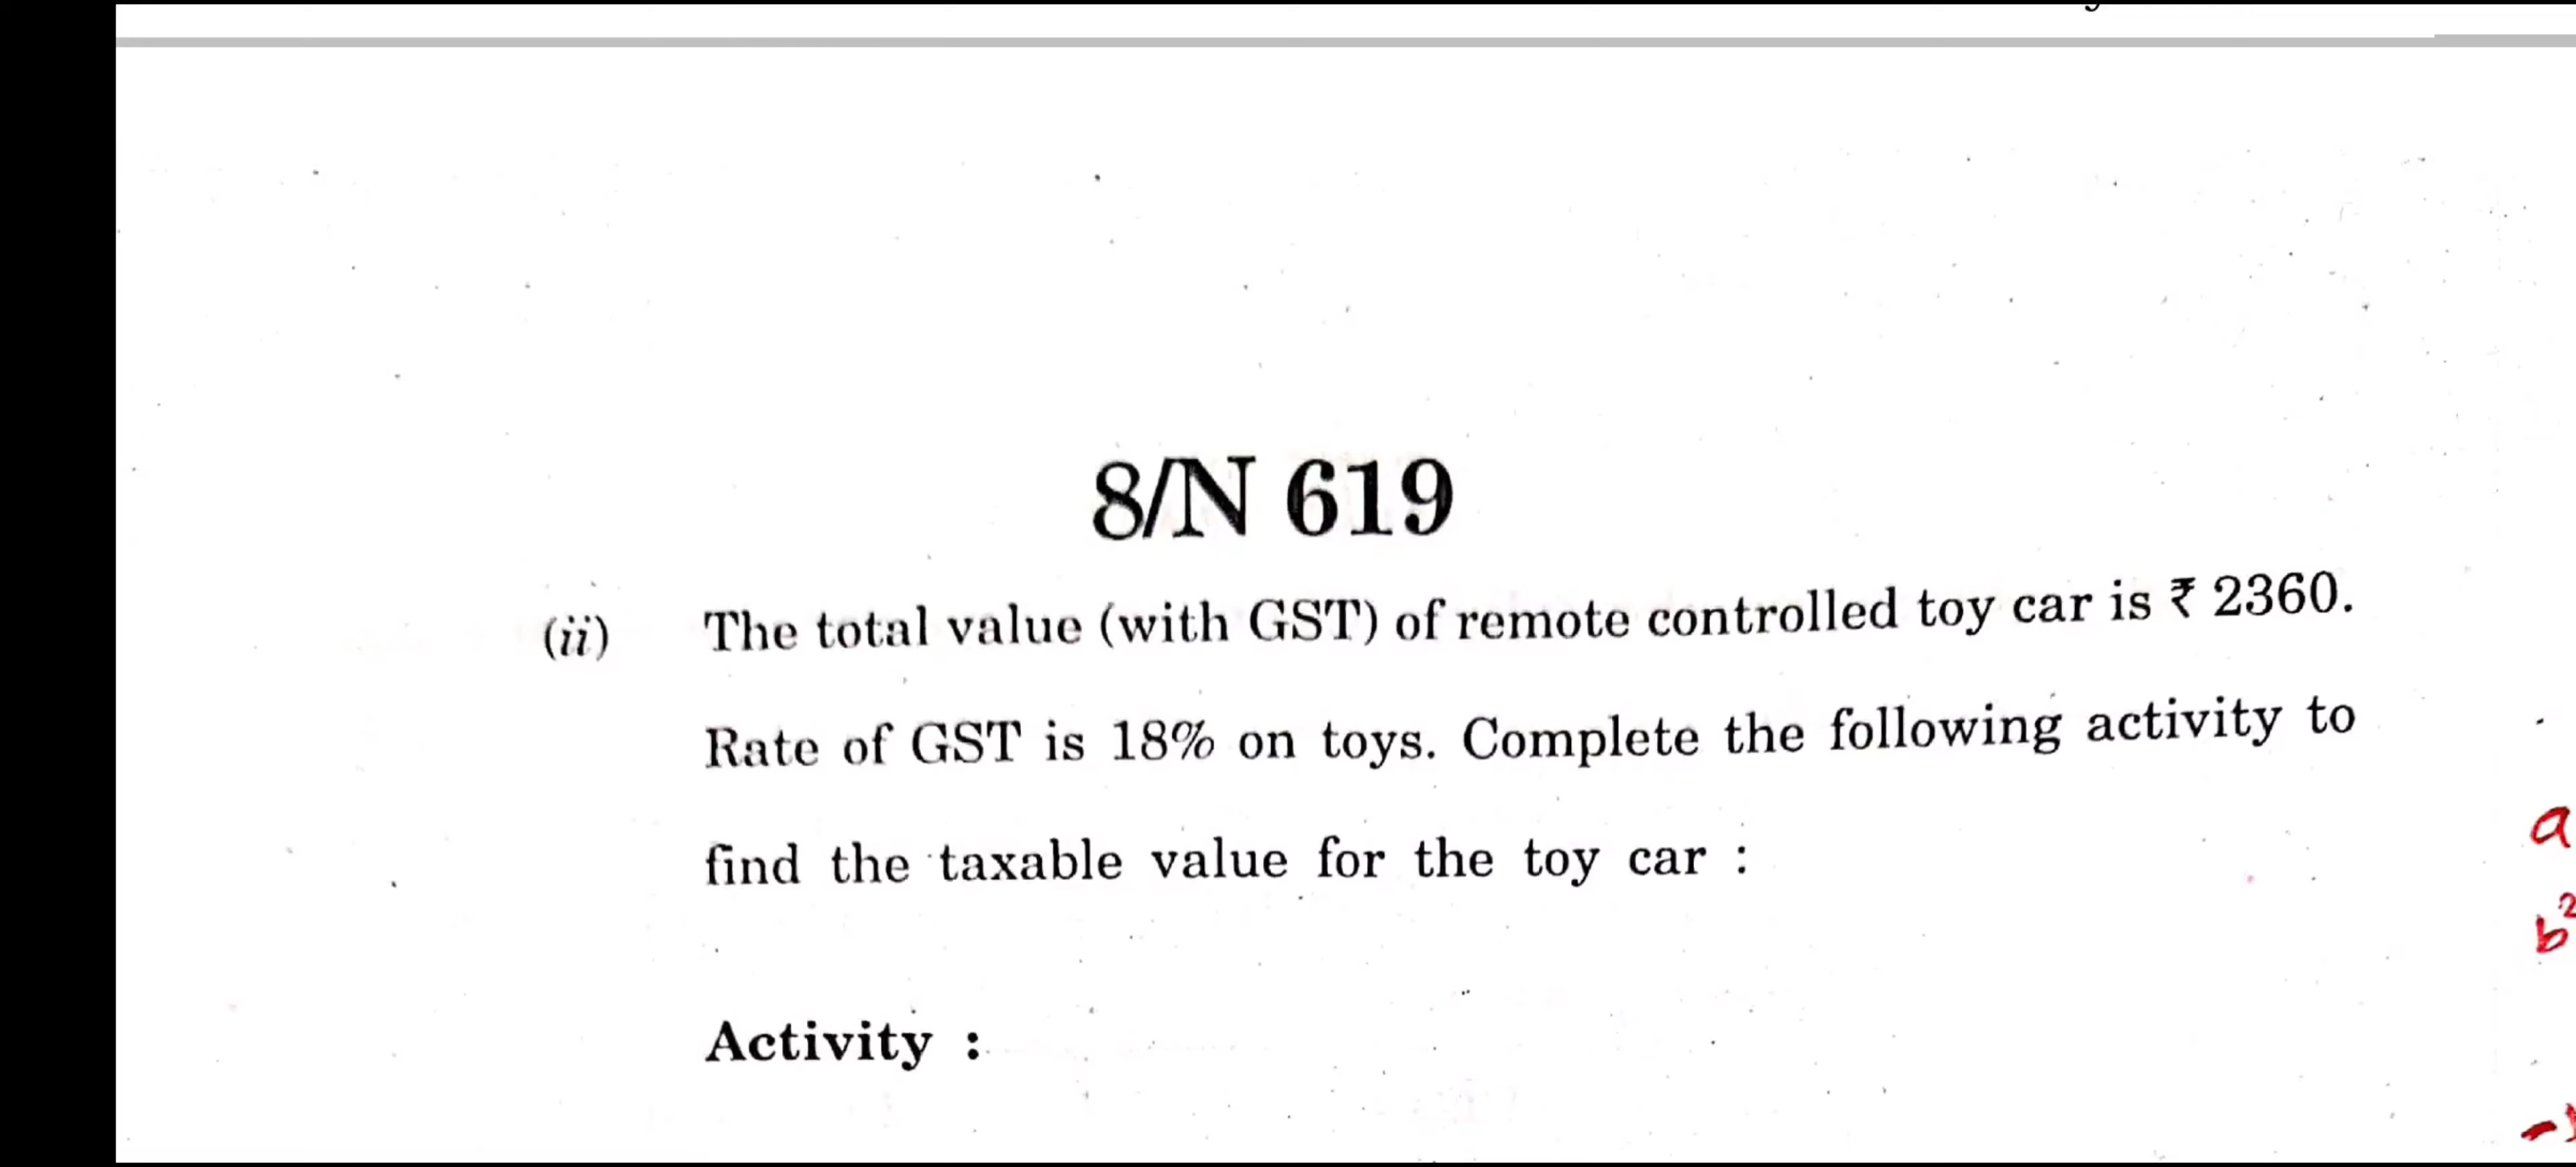 8/N 619
(ii) The total value (with GST) of remote controlled toy car is ₹ 2360.
Rate of GST is 18% on toys. Complete the following activity to
find the taxable value for the toy car :
a
b²
Activity :